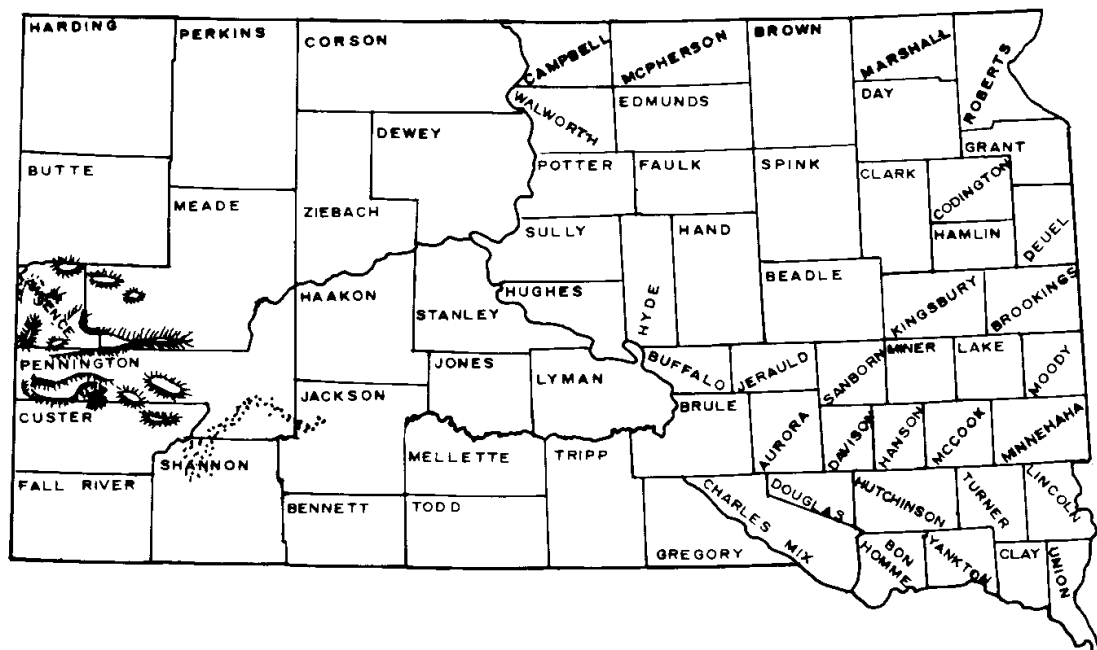 HARDING
PERKINS
CORSON
CAMPBELL
MCPHERSON
BROWN
MARSHALL
ROBERTS
WALWORTH
EDMUNDS
DAY
DEWEY
GRANT
BUTTE
POTTER
FAULK
SPINK
CLARK
CODINGTON
MEADE
ZIEBACH
SULLY
HAND
HAMLIN
DEUEL
BEADLE
HAAKON
HUGHES
HYDE
STANLEY
KINGSBURY
BROOKINGS
PENNINGTON
JONES
LYMAN
BUFFALO
JERAULD
SANBORN
MINER
LAKE
MOODY
JACKSON
CUSTER
BRULE
AURORA
DAVISON
HANSON
MCCOOK
MINNEHAHA
SHANNON
MELLETTE
TRIPP
FALL RIVER
BENNETT
TODD
GREGORY
CHARLES MIX
DOUGLAS
HUTCHINSON
TURNER
LINCOLN
BON
HOMME
YANKTON
CLAY
UNION